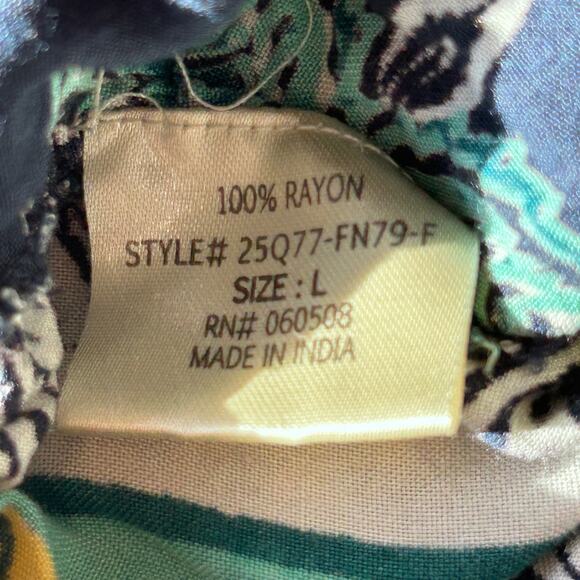 100% RAYON
STYLE# 25Q77-FN79-F
SIZE : L
RN# 060508
MADE IN INDIA